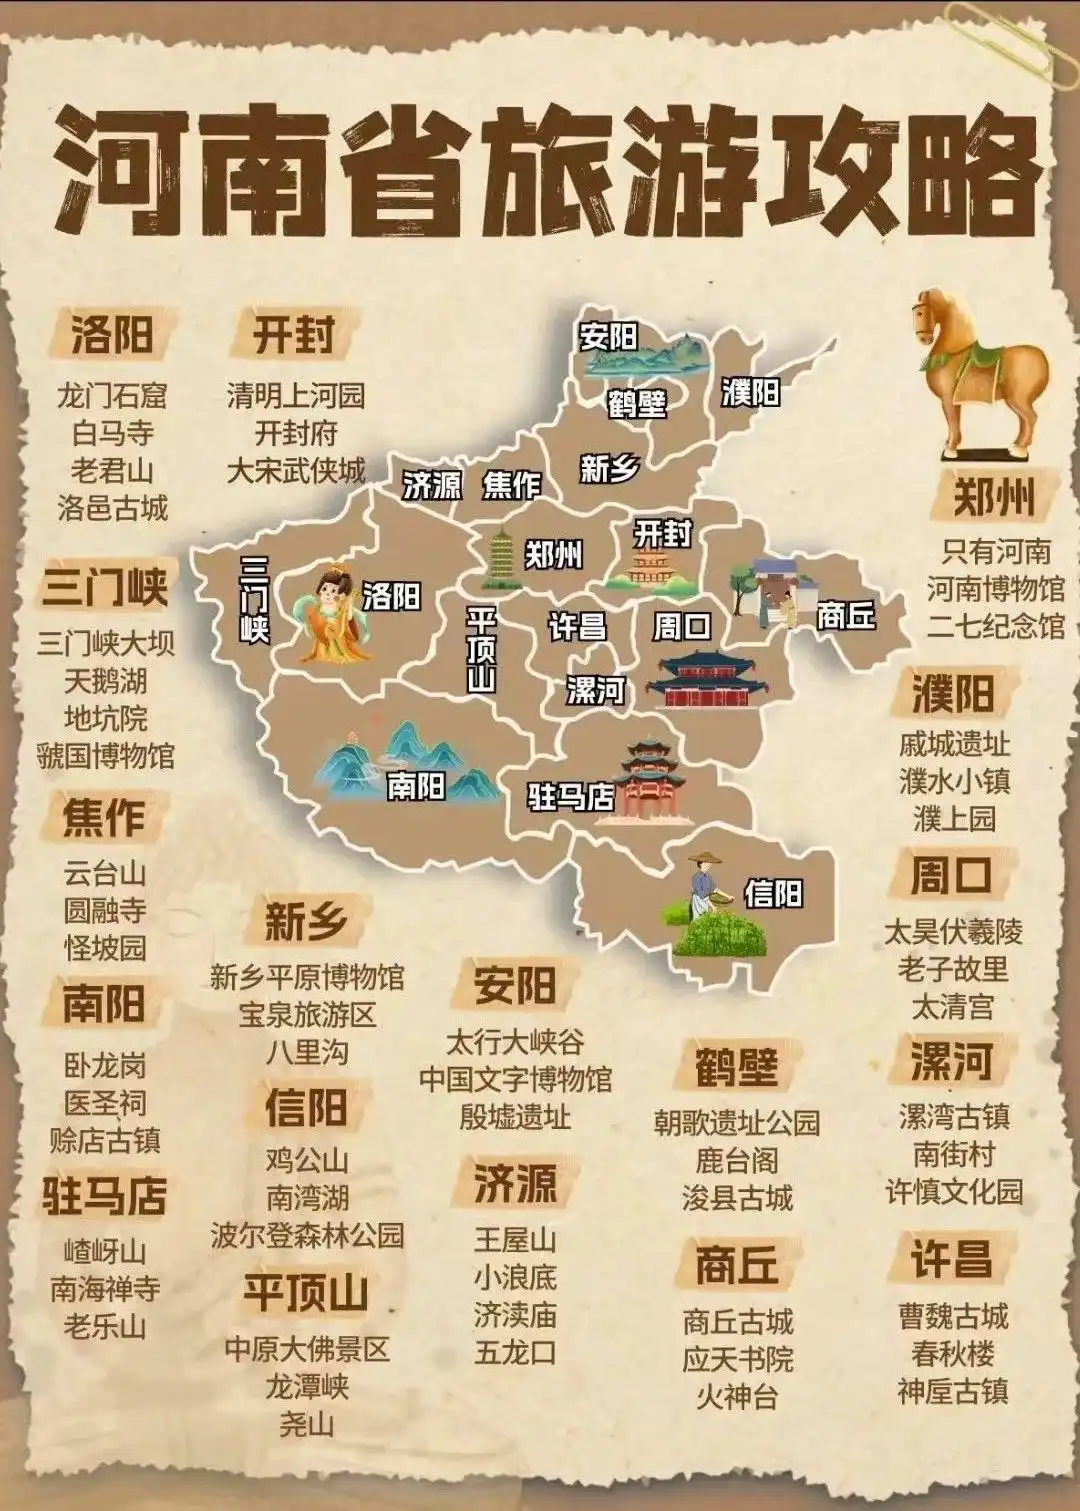 河南省旅游攻略
洛阳
龙门石窟
白马寺
老君山
洛邑古城
开封
清明上河园
开封府
大宋武侠城
三门峡
三门峡大坝
天鹅湖
地坑院
虢国博物馆
焦作
云台山
圆融寺
怪坡园
南阳
卧龙岗
医圣祠
赊店古镇
驻马店
嵖岈山
南海禅寺
老乐山
新乡
新乡平原博物馆
宝泉旅游区
八里沟
信阳
鸡公山
南湾湖
波尔登森林公园
平顶山
中原大佛景区
龙潭峡
尧山
安阳
太行大峡谷
中国文字博物馆
殷墟遗址
济源
王屋山
小浪底
济渎庙
五龙口
鹤壁
朝歌遗址公园
鹿台阁
浚县古城
商丘
商丘古城
应天书院
火神台
郑州
只有河南
河南博物馆
二七纪念馆
濮阳
戚城遗址
濮水小镇
濮上园
周口
太昊伏羲陵
老子故里
太清宫
漯河
漯湾古镇
南街村
许慎文化园
许昌
曹魏古城
春秋楼
神垕古镇
安阳
鹤壁
濮阳
新乡
济源
焦作
郑州
开封
三门峡
洛阳
平顶山
许昌
周口
商丘
漯河
南阳
驻马店
信阳